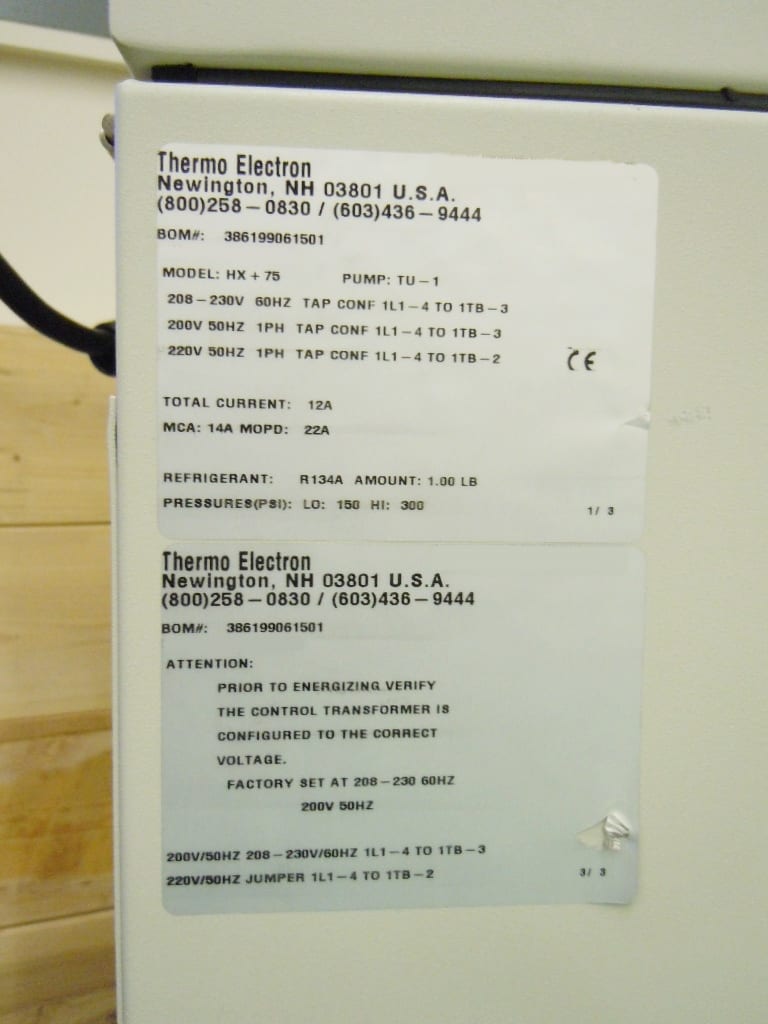 Thermo Electron
Newington, NH 03801 U.S.A.
(800)258-0830 / (603)436-9444
BOM#: 386199061501
MODEL: HX+75 PUMP: TU-1
208-230V 60HZ TAP CONF 1L1-4 TO 1TB-3
200V 50HZ 1PH TAP CONF 1L1-4 TO 1TB-3
220V 50HZ 1PH TAP CONF 1L1-4 TO 1TB-2
CE
TOTAL CURRENT: 12A
MCA: 14A MOPD: 22A
REFRIGERANT: R134A AMOUNT: 1.00 LB
PRESSURES(PSI): LO: 150 HI: 300
1/ 3
Thermo Electron
Newington, NH 03801 U.S.A.
(800)258-0830 / (603)436-9444
BOM#: 386199061501
ATTENTION:
PRIOR TO ENERGIZING VERIFY
THE CONTROL TRANSFORMER IS
CONFIGURED TO THE CORRECT
VOLTAGE.
FACTORY SET AT 208-230 60HZ
200V 50HZ
200V/50HZ 208-230V/60HZ 1L1-4 TO 1TB-3
220V/50HZ JUMPER 1L1-4 TO 1TB-2
3/ 3